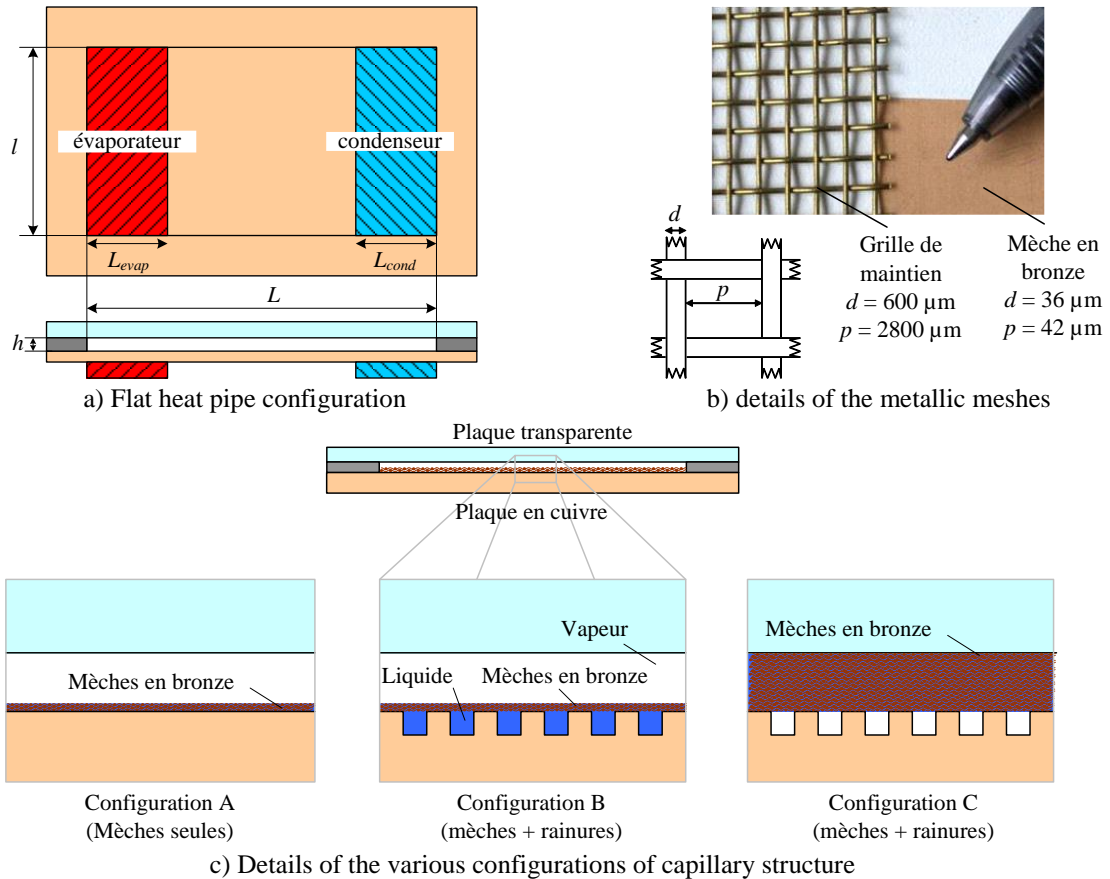 l
évaporateur
condenseur
L_evap
L_cond
L
h
a) Flat heat pipe configuration
d
p
Grille de
maintien
d = 600 µm
p = 2800 µm
Mèche en
bronze
d = 36 µm
p = 42 µm
b) details of the metallic meshes
Plaque transparente
Plaque en cuivre
Mèches en bronze
Configuration A
(Mèches seules)
Vapeur
Liquide
Mèches en bronze
Configuration B
(mèches + rainures)
Mèches en bronze
Configuration C
(mèches + rainures)
c) Details of the various configurations of capillary structure